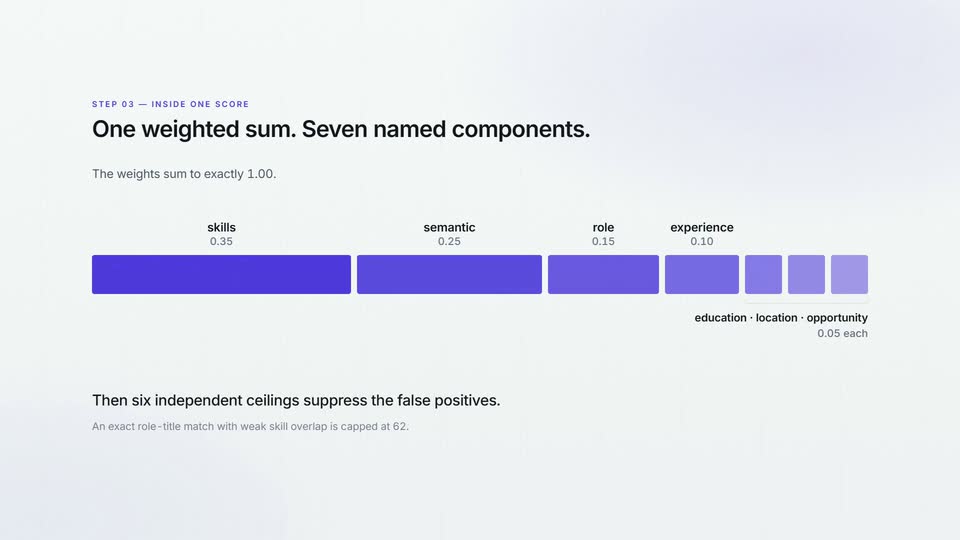 STEP 03 — INSIDE ONE SCORE
One weighted sum. Seven named components.
The weights sum to exactly 1.00.
skills
0.35
semantic
0.25
role
0.15
experience
0.10
education · location · opportunity
0.05 each
Then six independent ceilings suppress the false positives.
An exact role-title match with weak skill overlap is capped at 62.